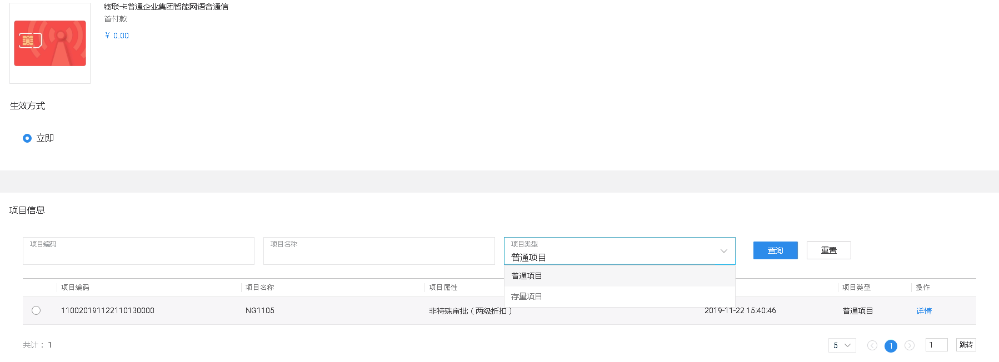 物联卡普通企业集团智能网语音通信
首付款
¥ 0.00
生效方式
立即
项目信息
项目编码 项目名称 项目类型
普通项目 查询 重置
普通项目
存量项目
项目编码 项目名称 项目属性 项目类型 操作
110020191122110130000 NG1105 非特殊审批（两级折扣） 2019-11-22 15:40:46 普通项目 详情
共计： 1 5 1 1 跳转